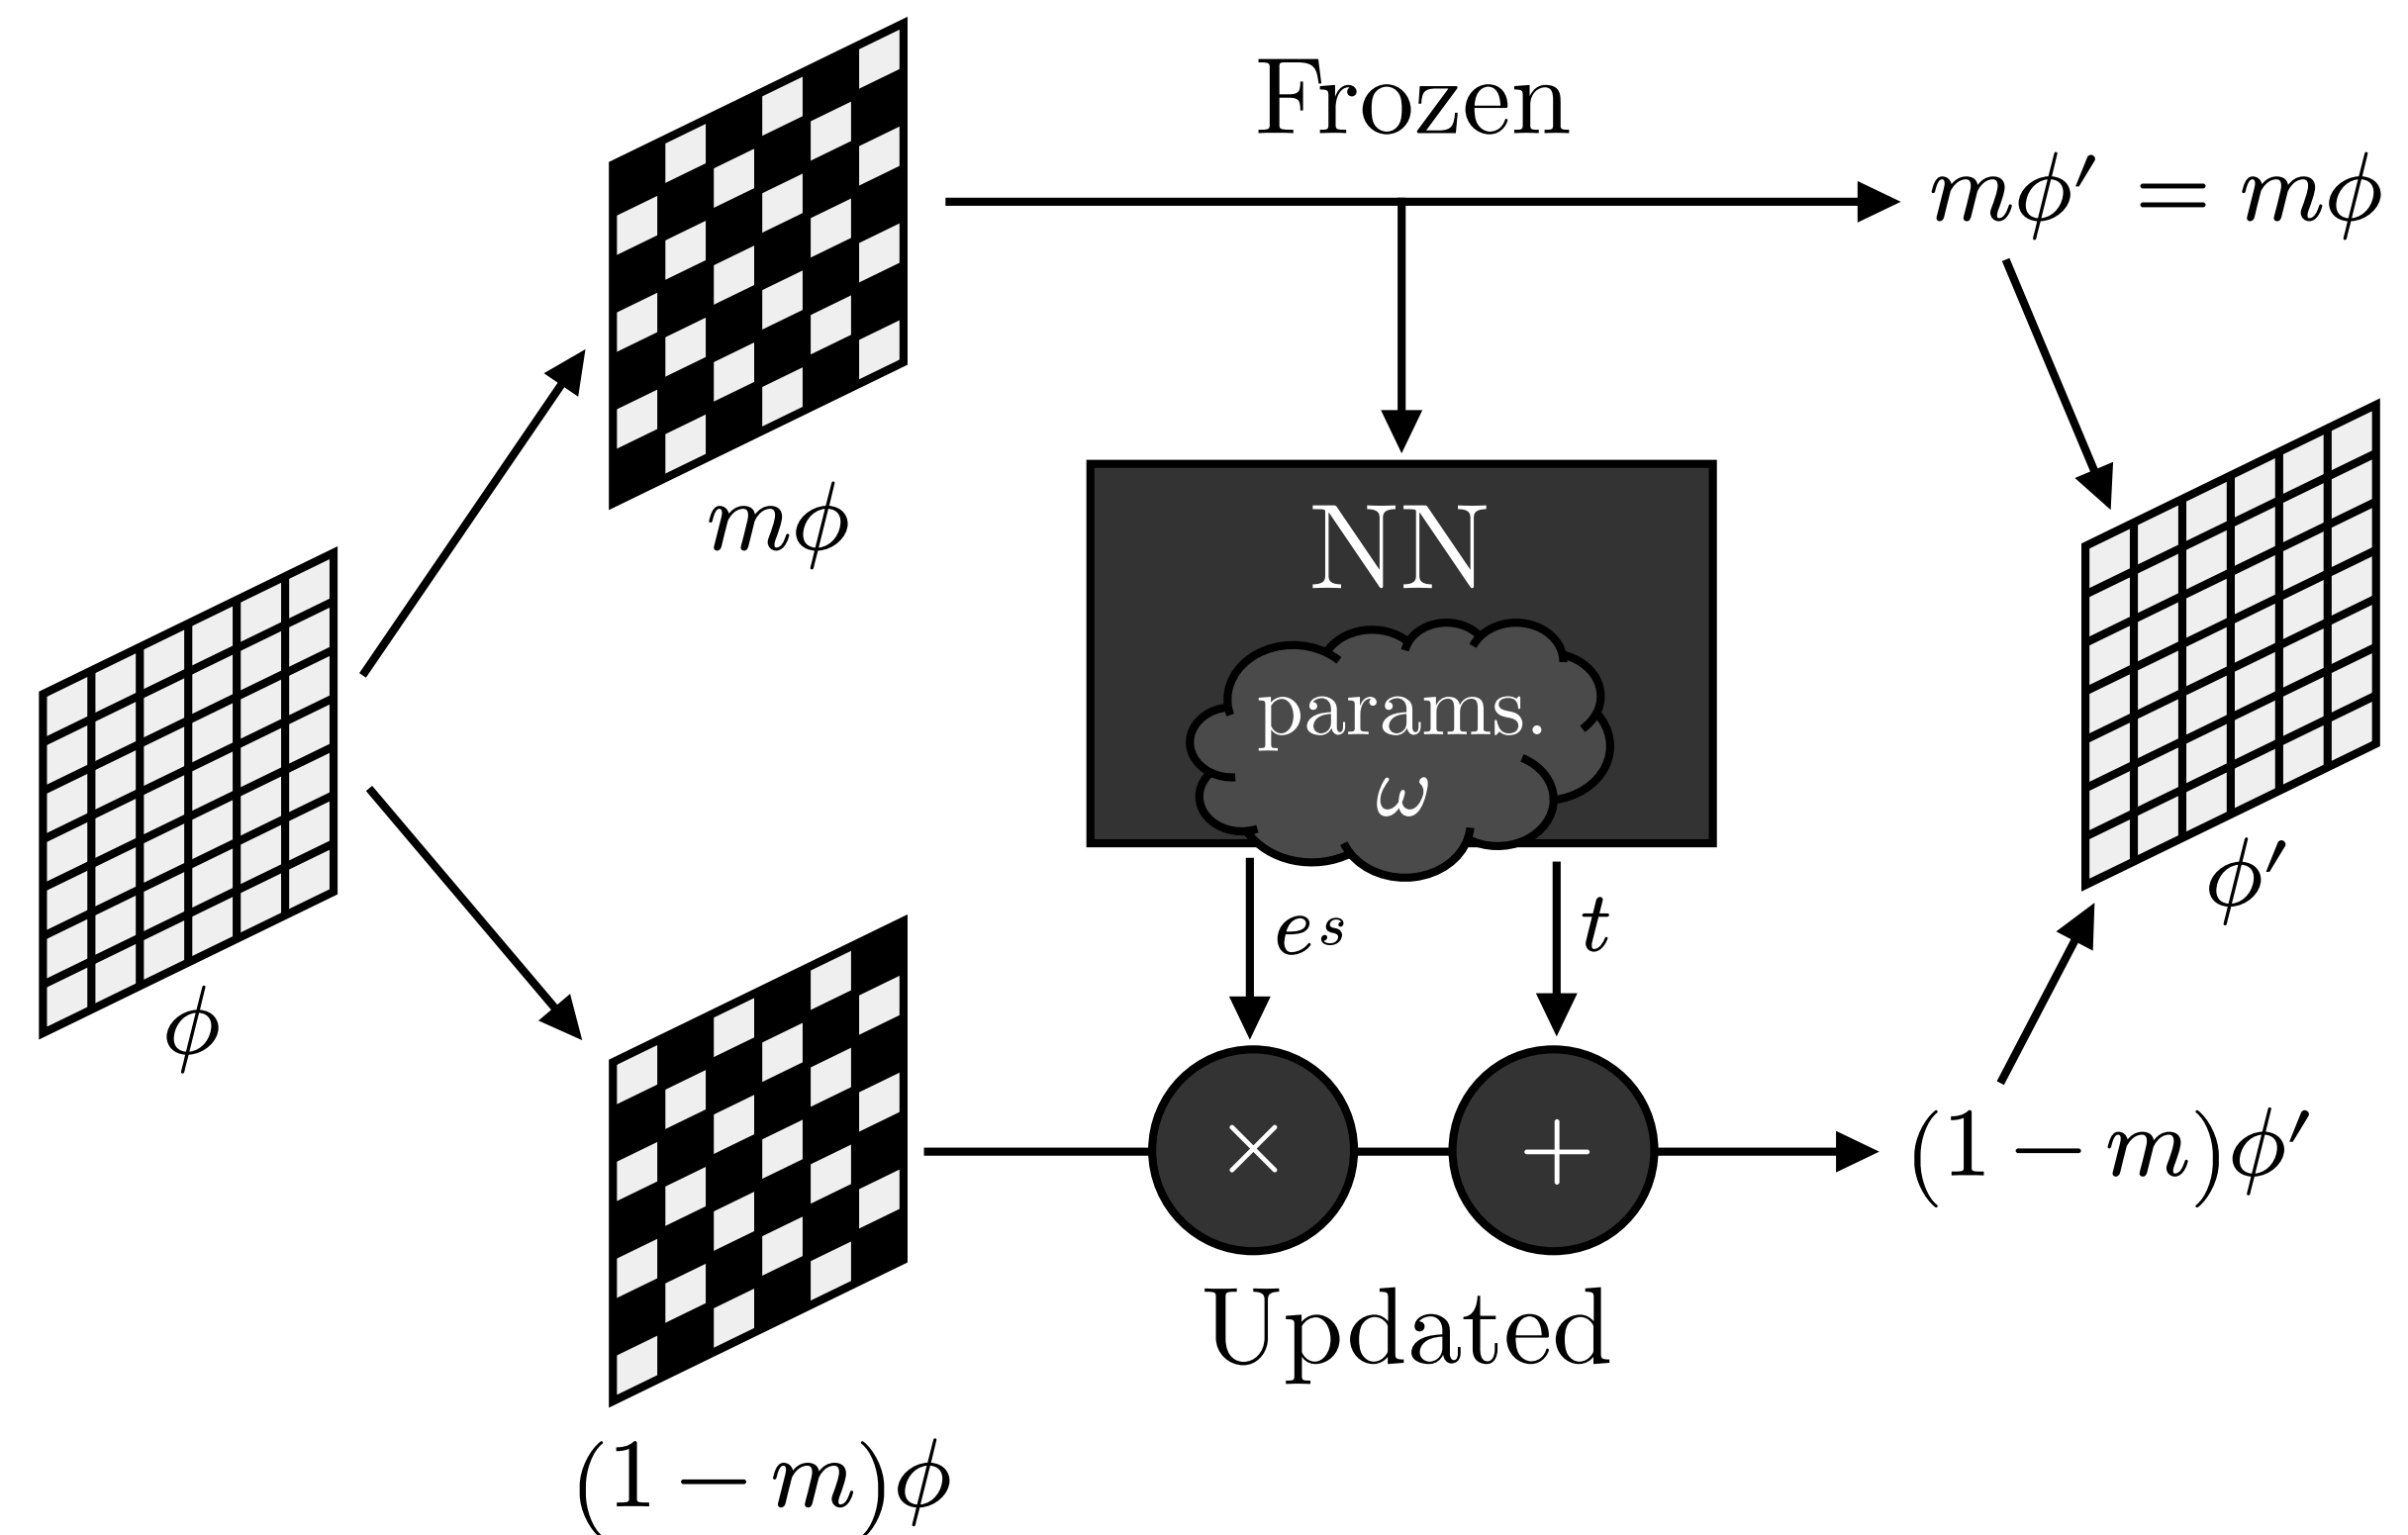 Frozen
mϕ′ = mϕ
mϕ
NN
params.
ω
ϕ
ϕ′
eˢ
t
×
+
(1 − m)ϕ′
Updated
(1 − m)ϕ